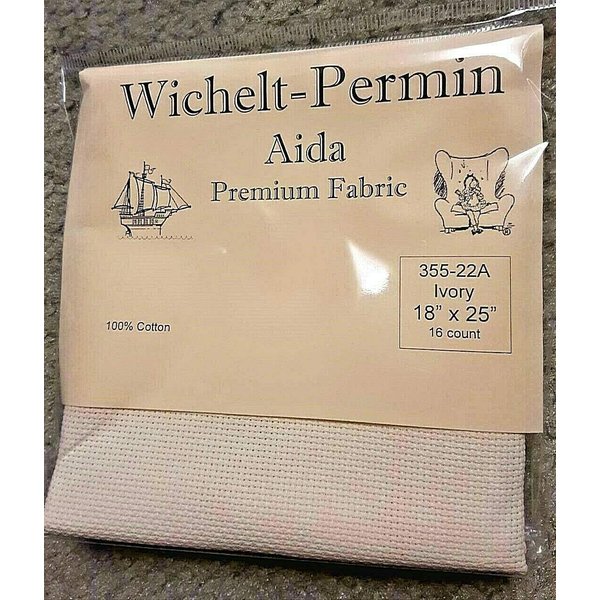 Wichelt-Permin
Aida
Premium Fabric
355-22A
Ivory
18” x 25”
16 count
100% Cotton
®